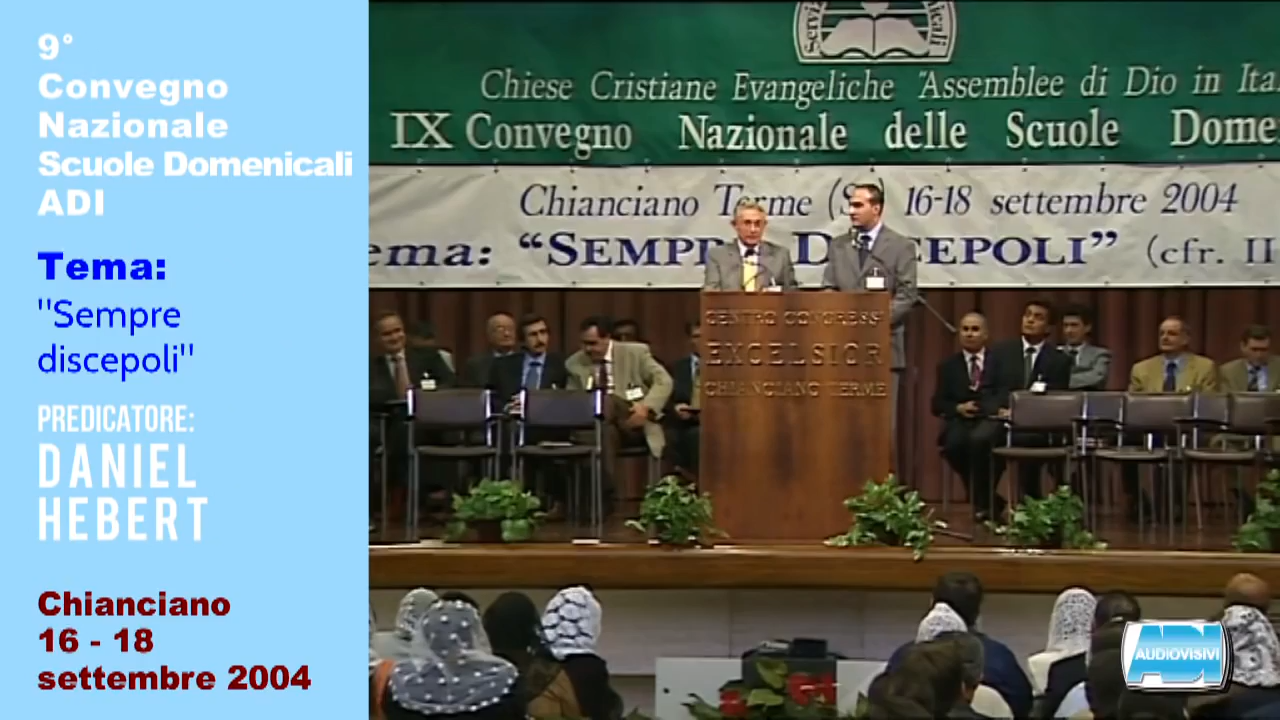 9°
Convegno
Nazionale
Scuole Domenicali
ADI
Tema:
"Sempre
discepoli"
PREDICATORE:
DANIEL
HEBERT
Chianciano
16 - 18
settembre 2004
Chiese Cristiane Evangeliche "Assemblee di Dio in Ita
IX Convegno Nazionale delle Scuole Dome
Chianciano Terme (S 16-18 settembre 2004
ema: "SEMPR D CEPOLI" (cfr. II
CENTRO CONGRESSI
EXCELSIOR
CHIANCIANO TERME
ADI
AUDIOVISIVI